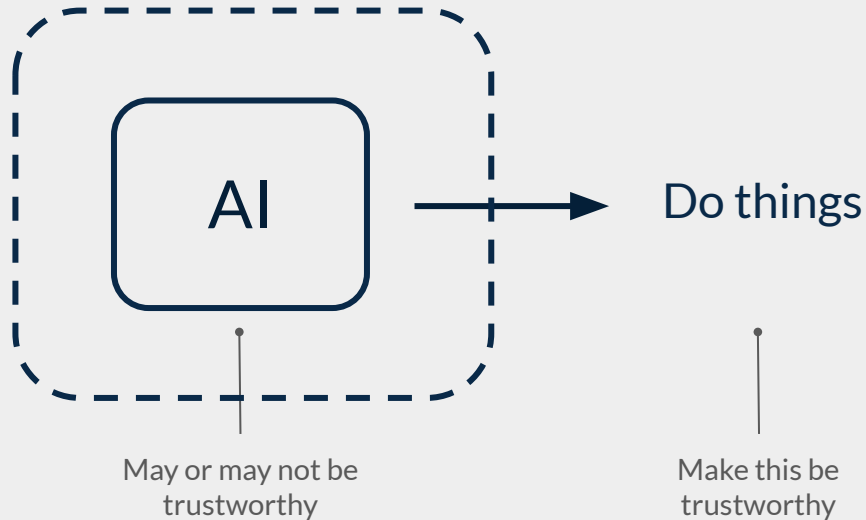 AI
Do things
May or may not be
trustworthy
Make this be
trustworthy